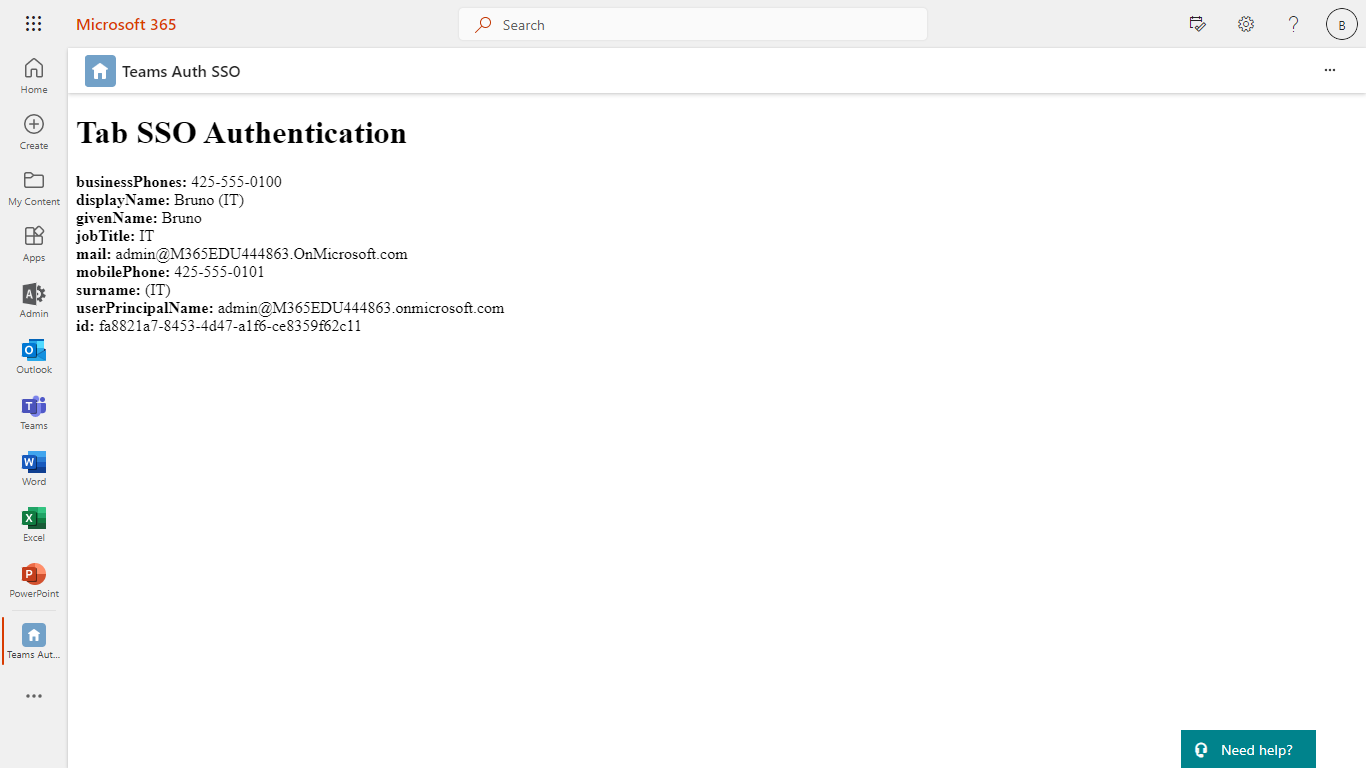 Microsoft 365
Search
?
B
Home
Create
My Content
Apps
A
Admin
Outlook
T
Teams
W
Word
X
Excel
P
PowerPoint
Teams Aut...
Teams Auth SSO
Tab SSO Authentication
businessPhones: 425-555-0100
displayName: Bruno (IT)
givenName: Bruno
jobTitle: IT
mail: admin@M365EDU444863.OnMicrosoft.com
mobilePhone: 425-555-0101
surname: (IT)
userPrincipalName: admin@M365EDU444863.onmicrosoft.com
id: fa8821a7-8453-4d47-a1f6-ce8359f62c11
Need help?